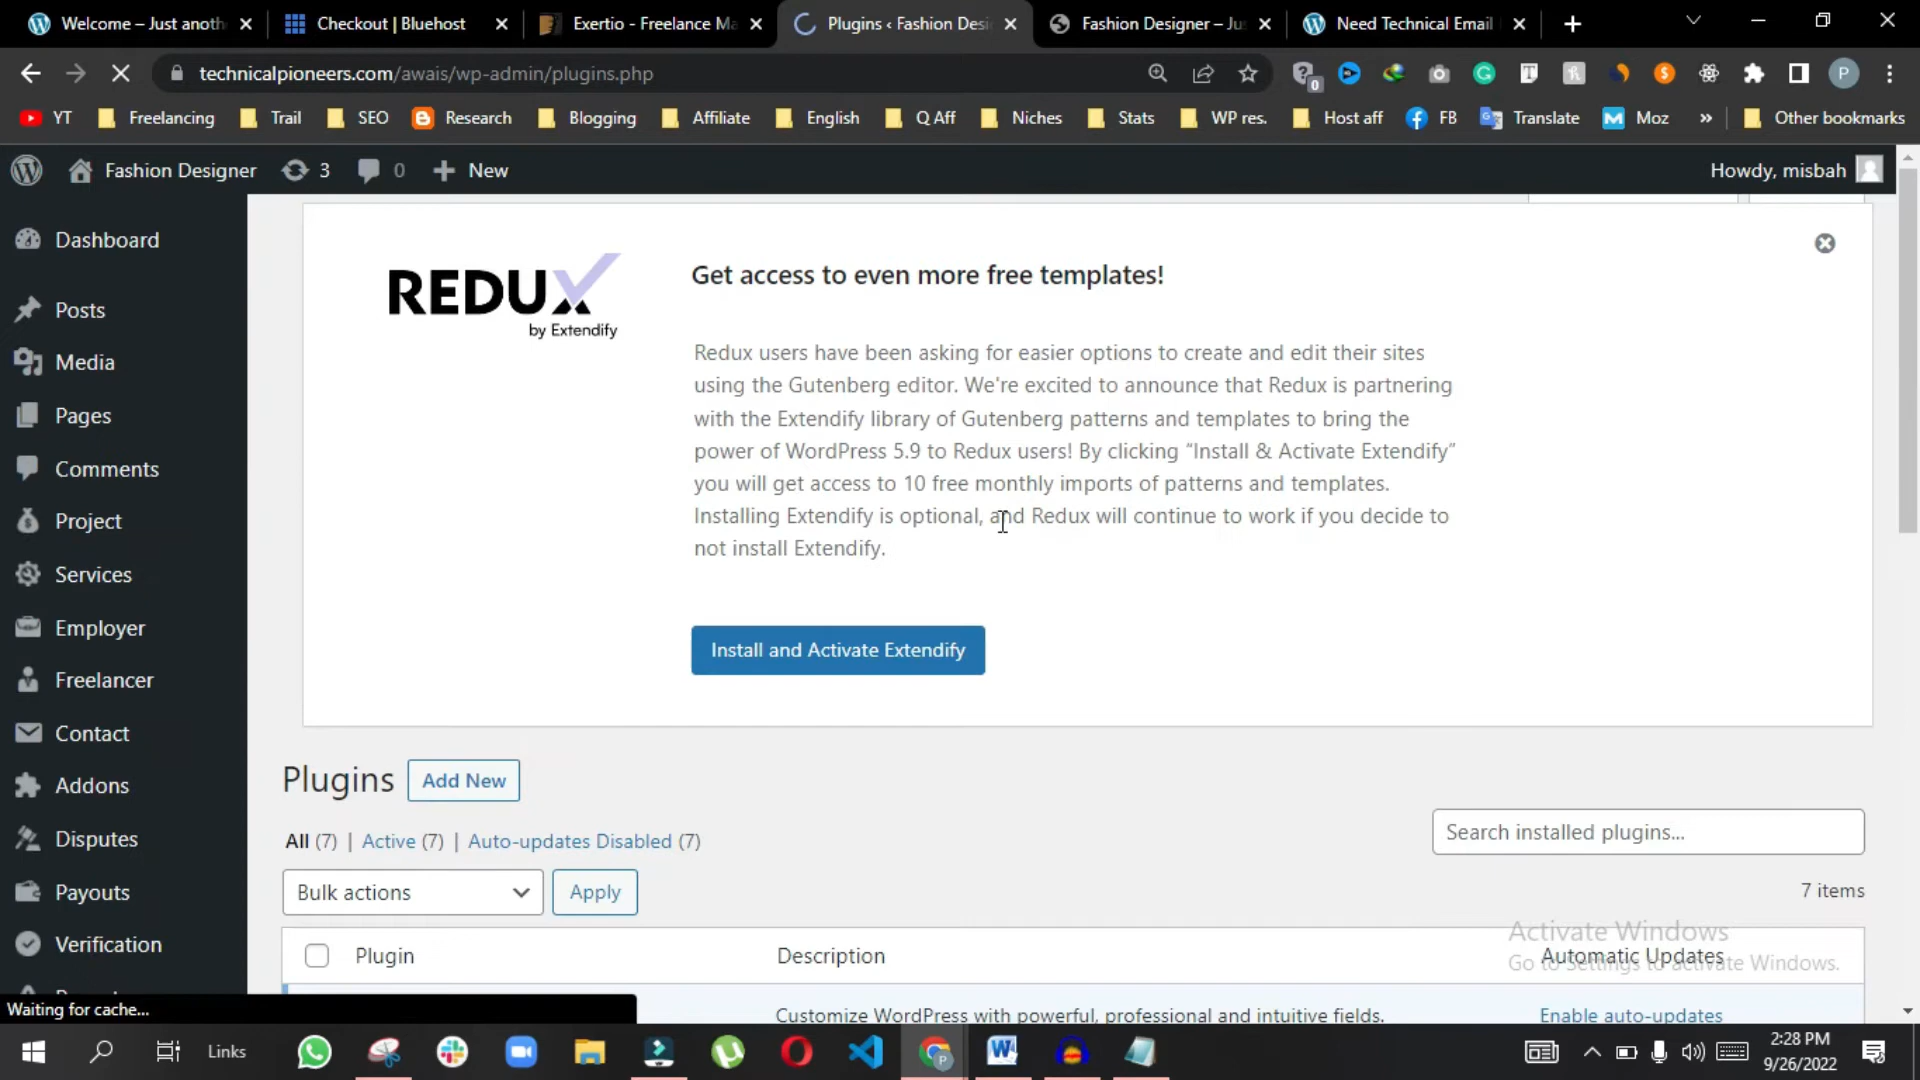 Welcome – Just anoth
Checkout | Bluehost
Exertio - Freelance Ma
Plugins ‹ Fashion Desi
Fashion Designer – Ju
Need Technical Email
technicalpioneers.com/awais/wp-admin/plugins.php
0
P
YT
Freelancing
Trail
SEO
Research
Blogging
Affiliate
English
Q Aff
Niches
Stats
WP res.
Host aff
FB
Translate
Moz
»
Other bookmarks
Fashion Designer
3
0
New
Howdy, misbah
Dashboard
Posts
Media
Pages
Comments
Project
Services
Employer
Freelancer
Contact
Addons
Disputes
Payouts
Verification
REDUX
by Extendify
Get access to even more free templates!
Redux users have been asking for easier options to create and edit their sites
using the Gutenberg editor. We're excited to announce that Redux is partnering
with the Extendify library of Gutenberg patterns and templates to bring the
power of WordPress 5.9 to Redux users! By clicking “Install & Activate Extendify”
you will get access to 10 free monthly imports of patterns and templates.
Installing Extendify is optional, and Redux will continue to work if you decide to
not install Extendify.
Install and Activate Extendify
Plugins
Add New
All (7) | Active (7) | Auto-updates Disabled (7)
Search installed plugins...
Bulk actions
Apply
7 items
Plugin
Description
Automatic Updates
Activate Windows
Go to Settings to activate Windows.
Customize WordPress with powerful, professional and intuitive fields.
Enable auto-updates
Waiting for cache...
Links
2:28 PM
9/26/2022